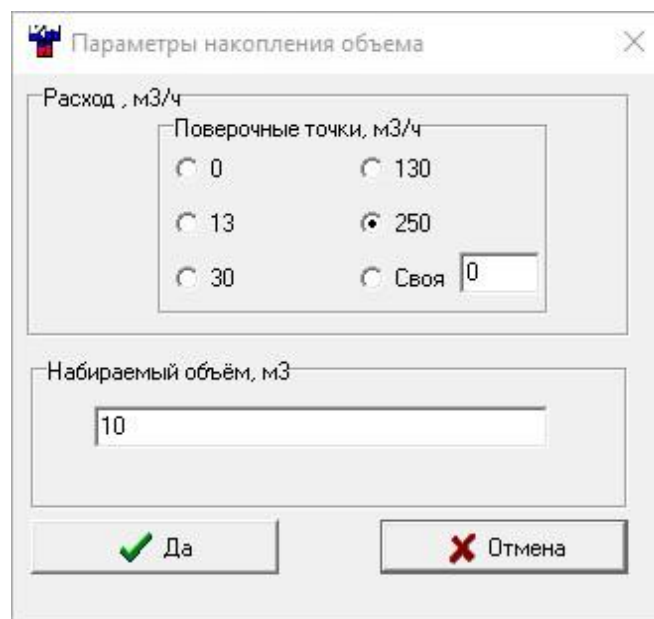 Параметры накопления объема
Расход , м3/ч
Поверочные точки, м3/ч
0
130
13
250
30
Своя 0
Набираемый объём, м3
10
Да
Отмена